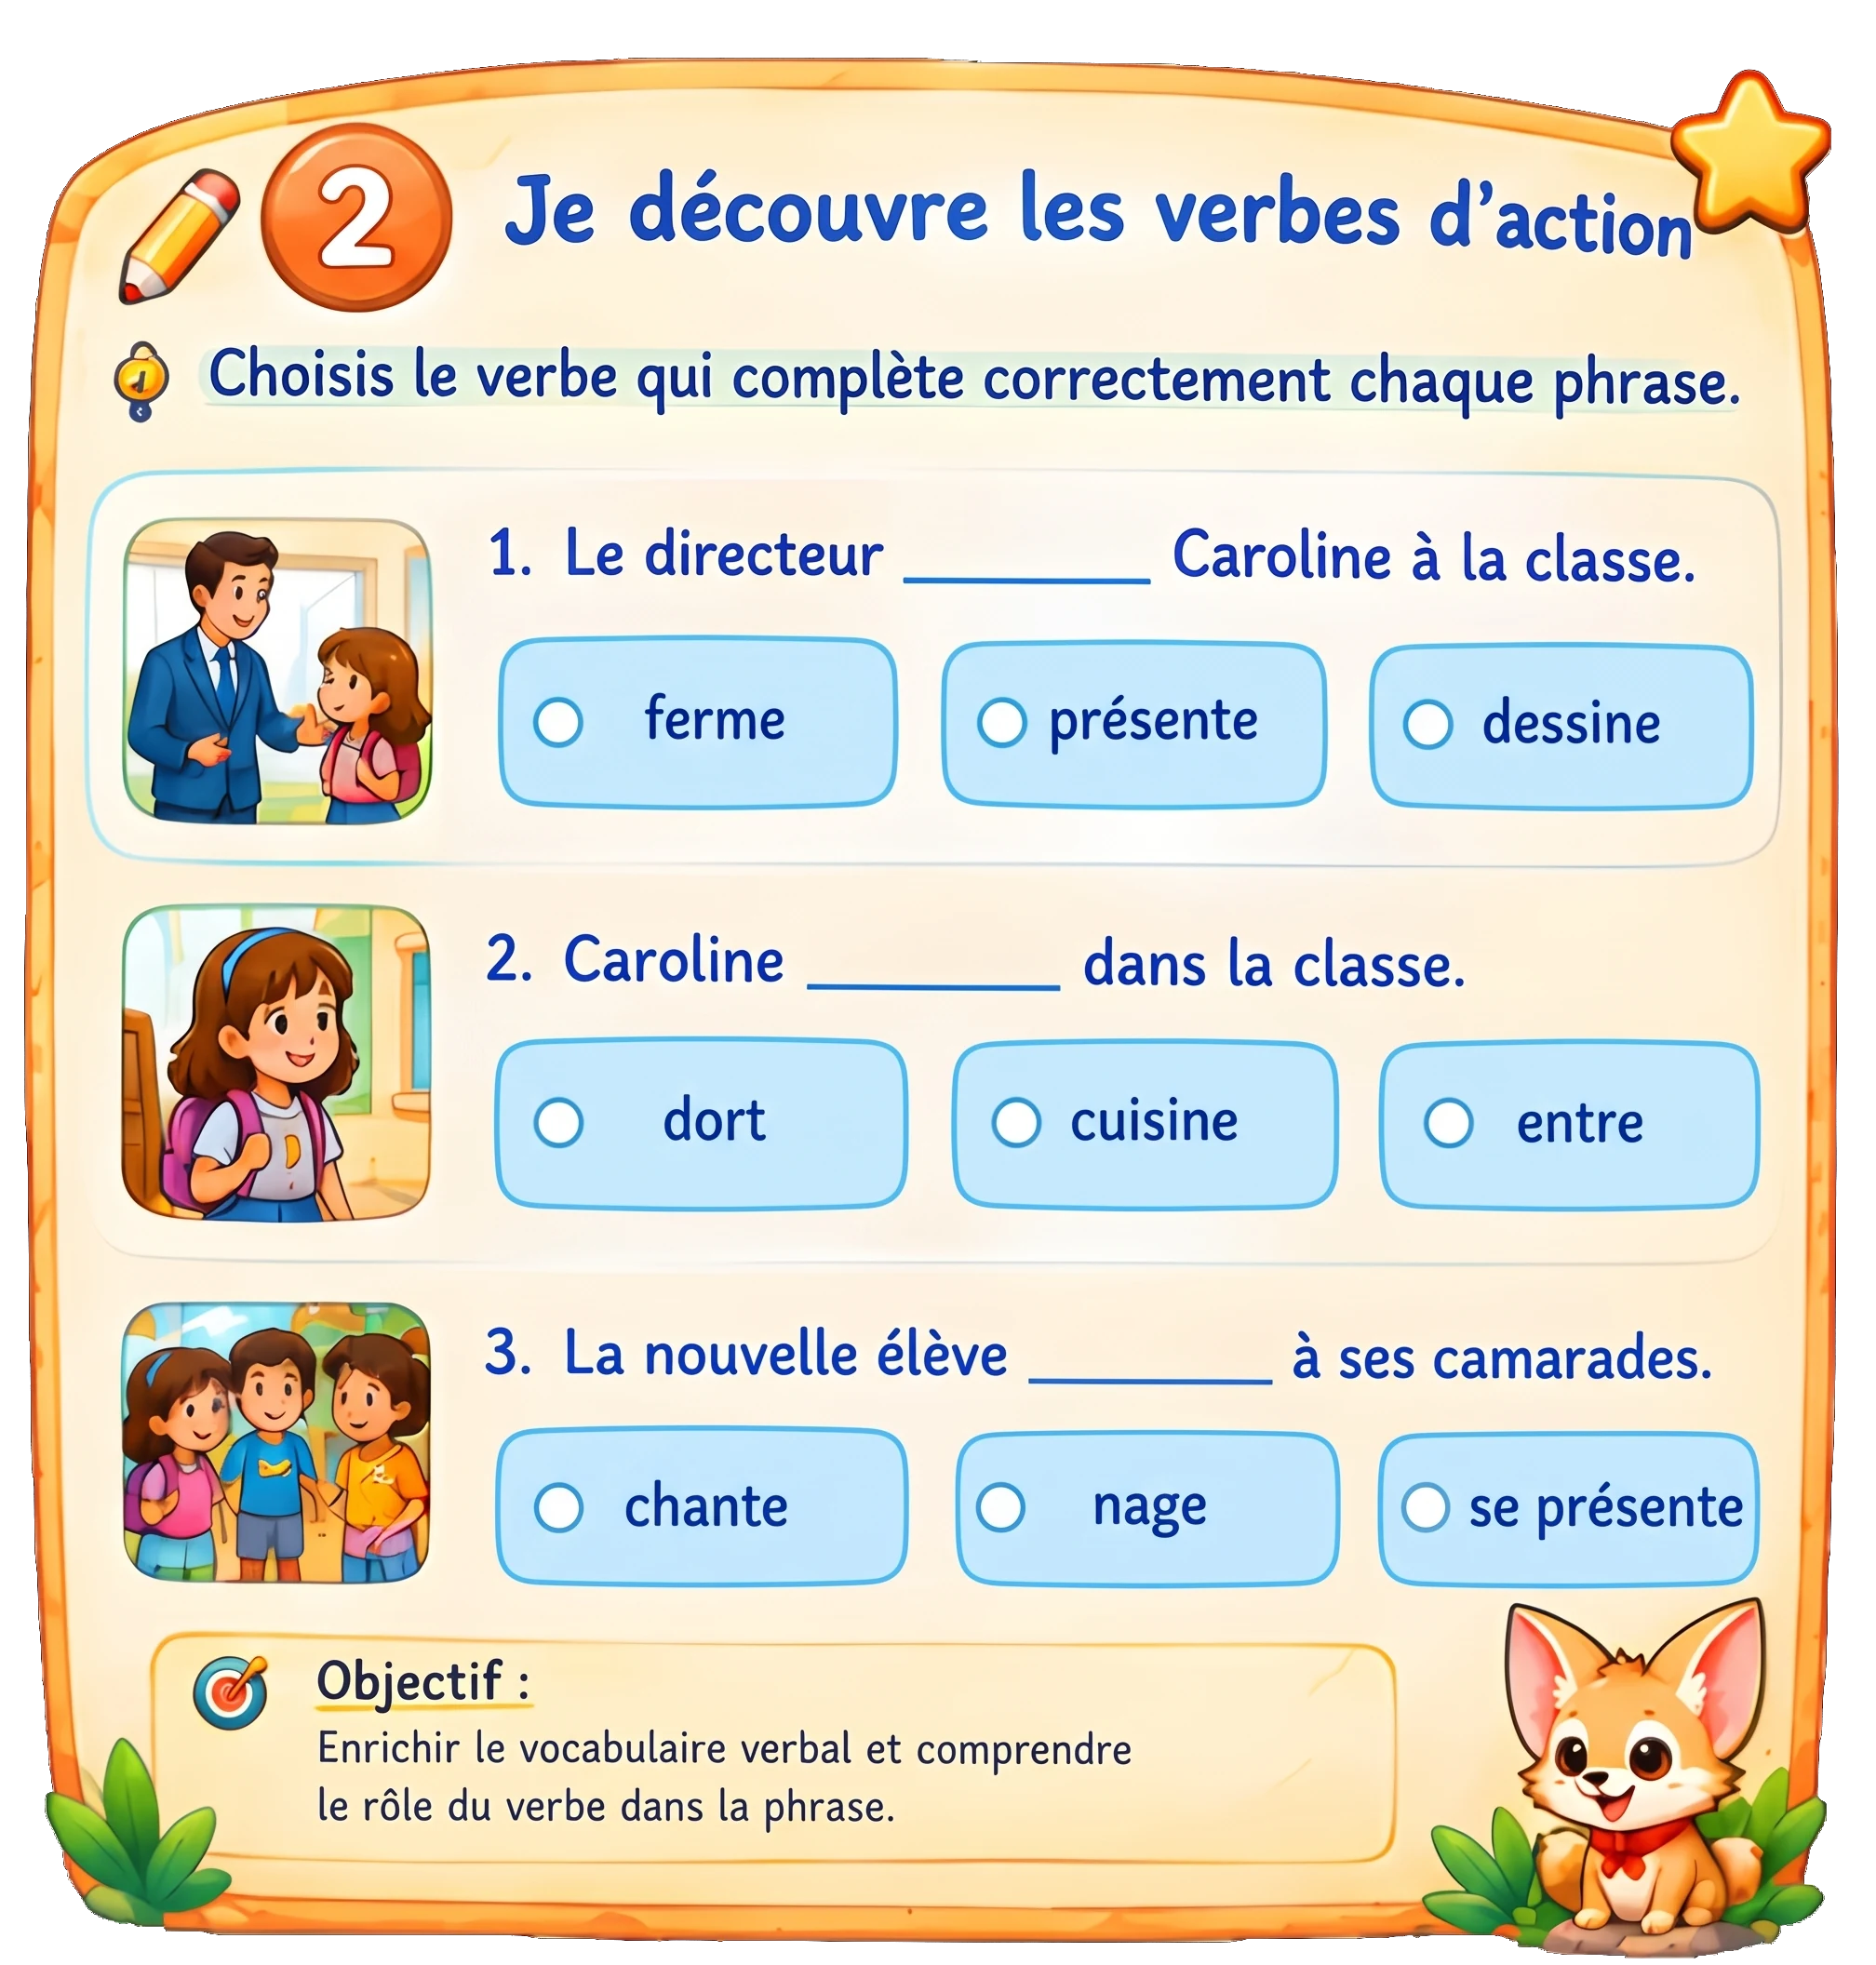 2 Je découvre les verbes d’action
Choisis le verbe qui complète correctement chaque phrase.
1. Le directeur ________ Caroline à la classe.
ferme présente dessine
2. Caroline ________ dans la classe.
dort cuisine entre
3. La nouvelle élève ________ à ses camarades.
chante nage se présente
Objectif :
Enrichir le vocabulaire verbal et comprendre
le rôle du verbe dans la phrase.